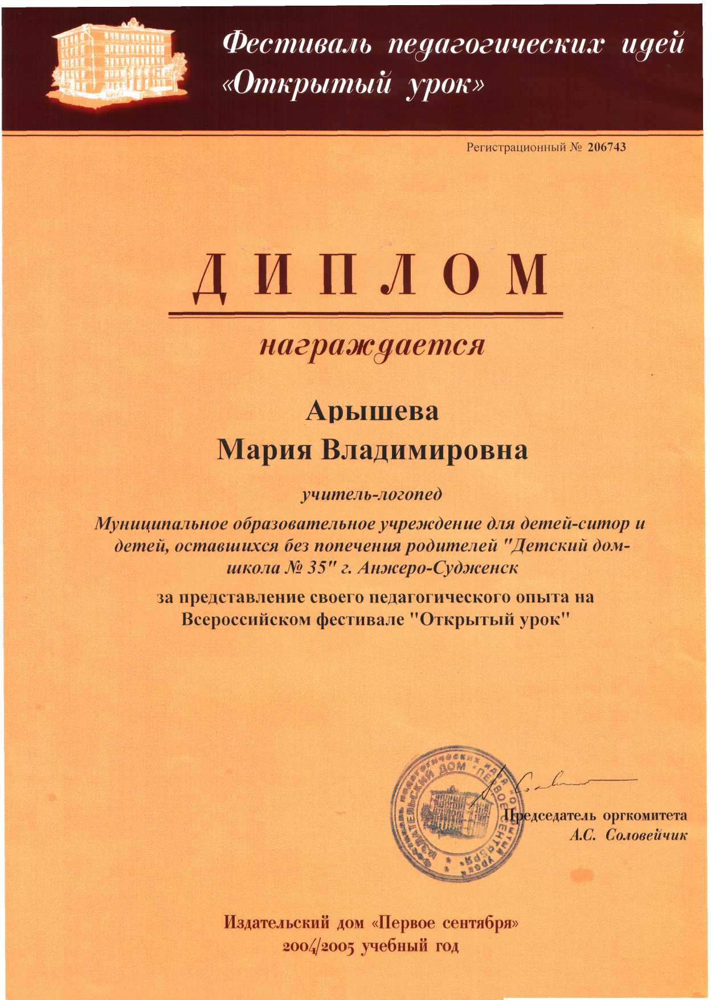 Фестиваль педагогических идей
«Открытый урок»
Регистрационный № 206743
ДИПЛОМ
награждается
Арышева
Мария Владимировна
учитель-логопед
Муниципальное образовательное учреждение для детей-ситор и
детей, оставшихся без попечения родителей "Детский дом-
школа № 35" г. Анжеро-Судженск
за представление своего педагогического опыта на
Всероссийском фестивале "Открытый урок"
Фестиваль педагогических идей "Открытый урок"
ИЗДАТЕЛЬСКИЙ ДОМ "ПЕРВОЕ СЕНТЯБРЯ"
Председатель оргкомитета
А.С. Соловейчик
Издательский дом «Первое сентября»
2004/2005 учебный год